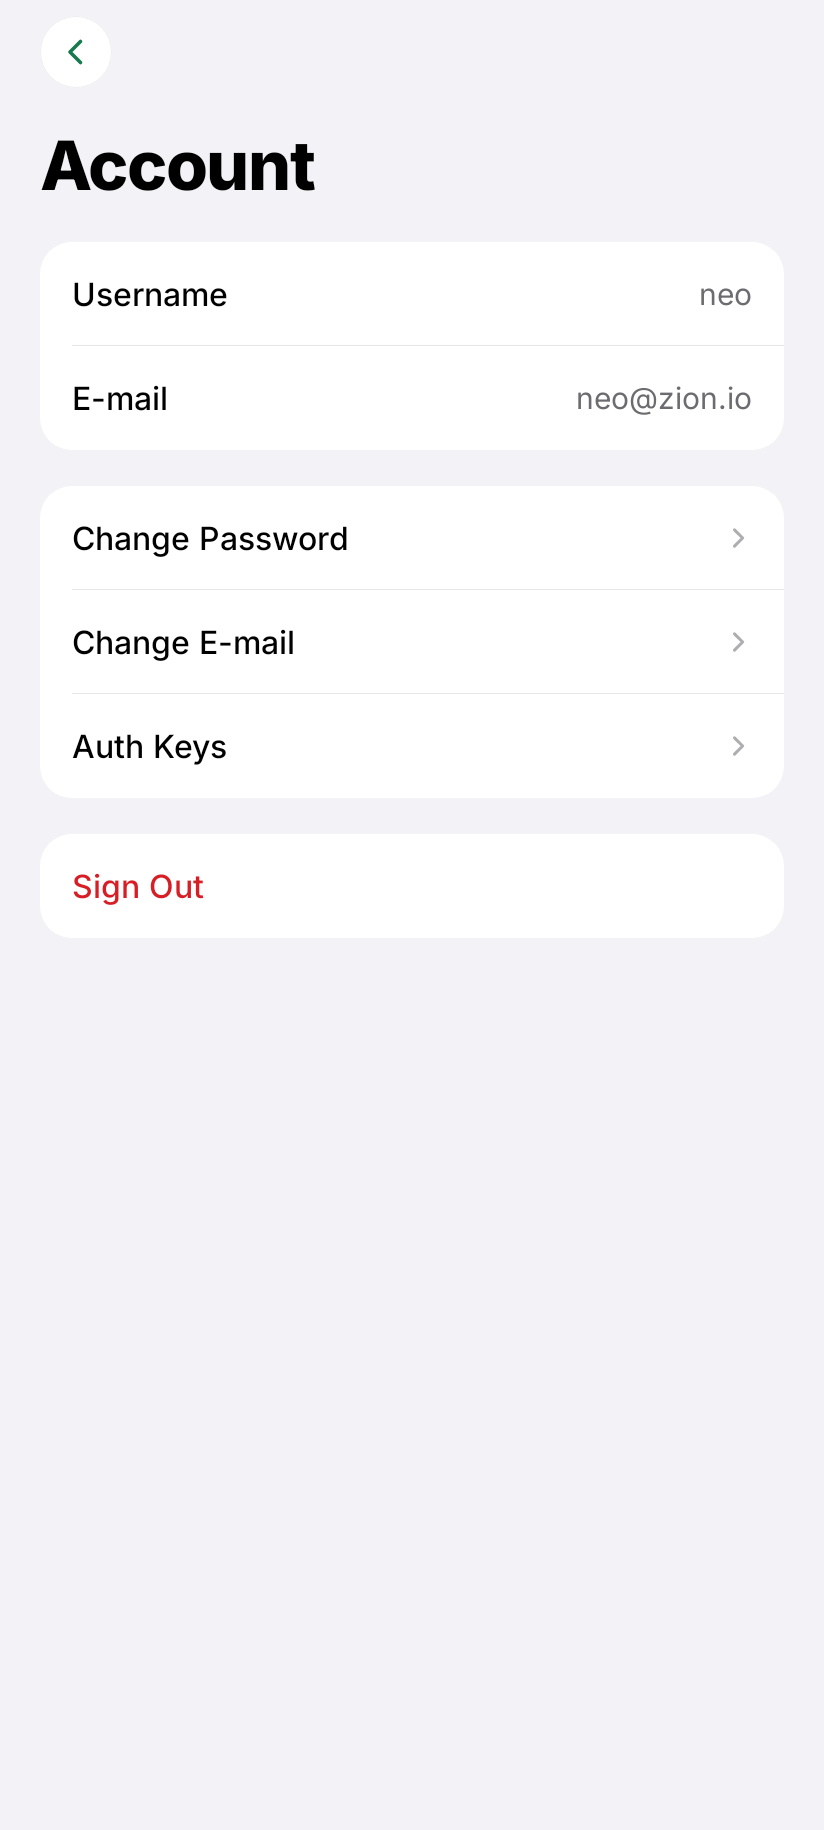 Account
Username
neo
E-mail
neo@zion.io
Change Password
Change E-mail
Auth Keys
Sign Out